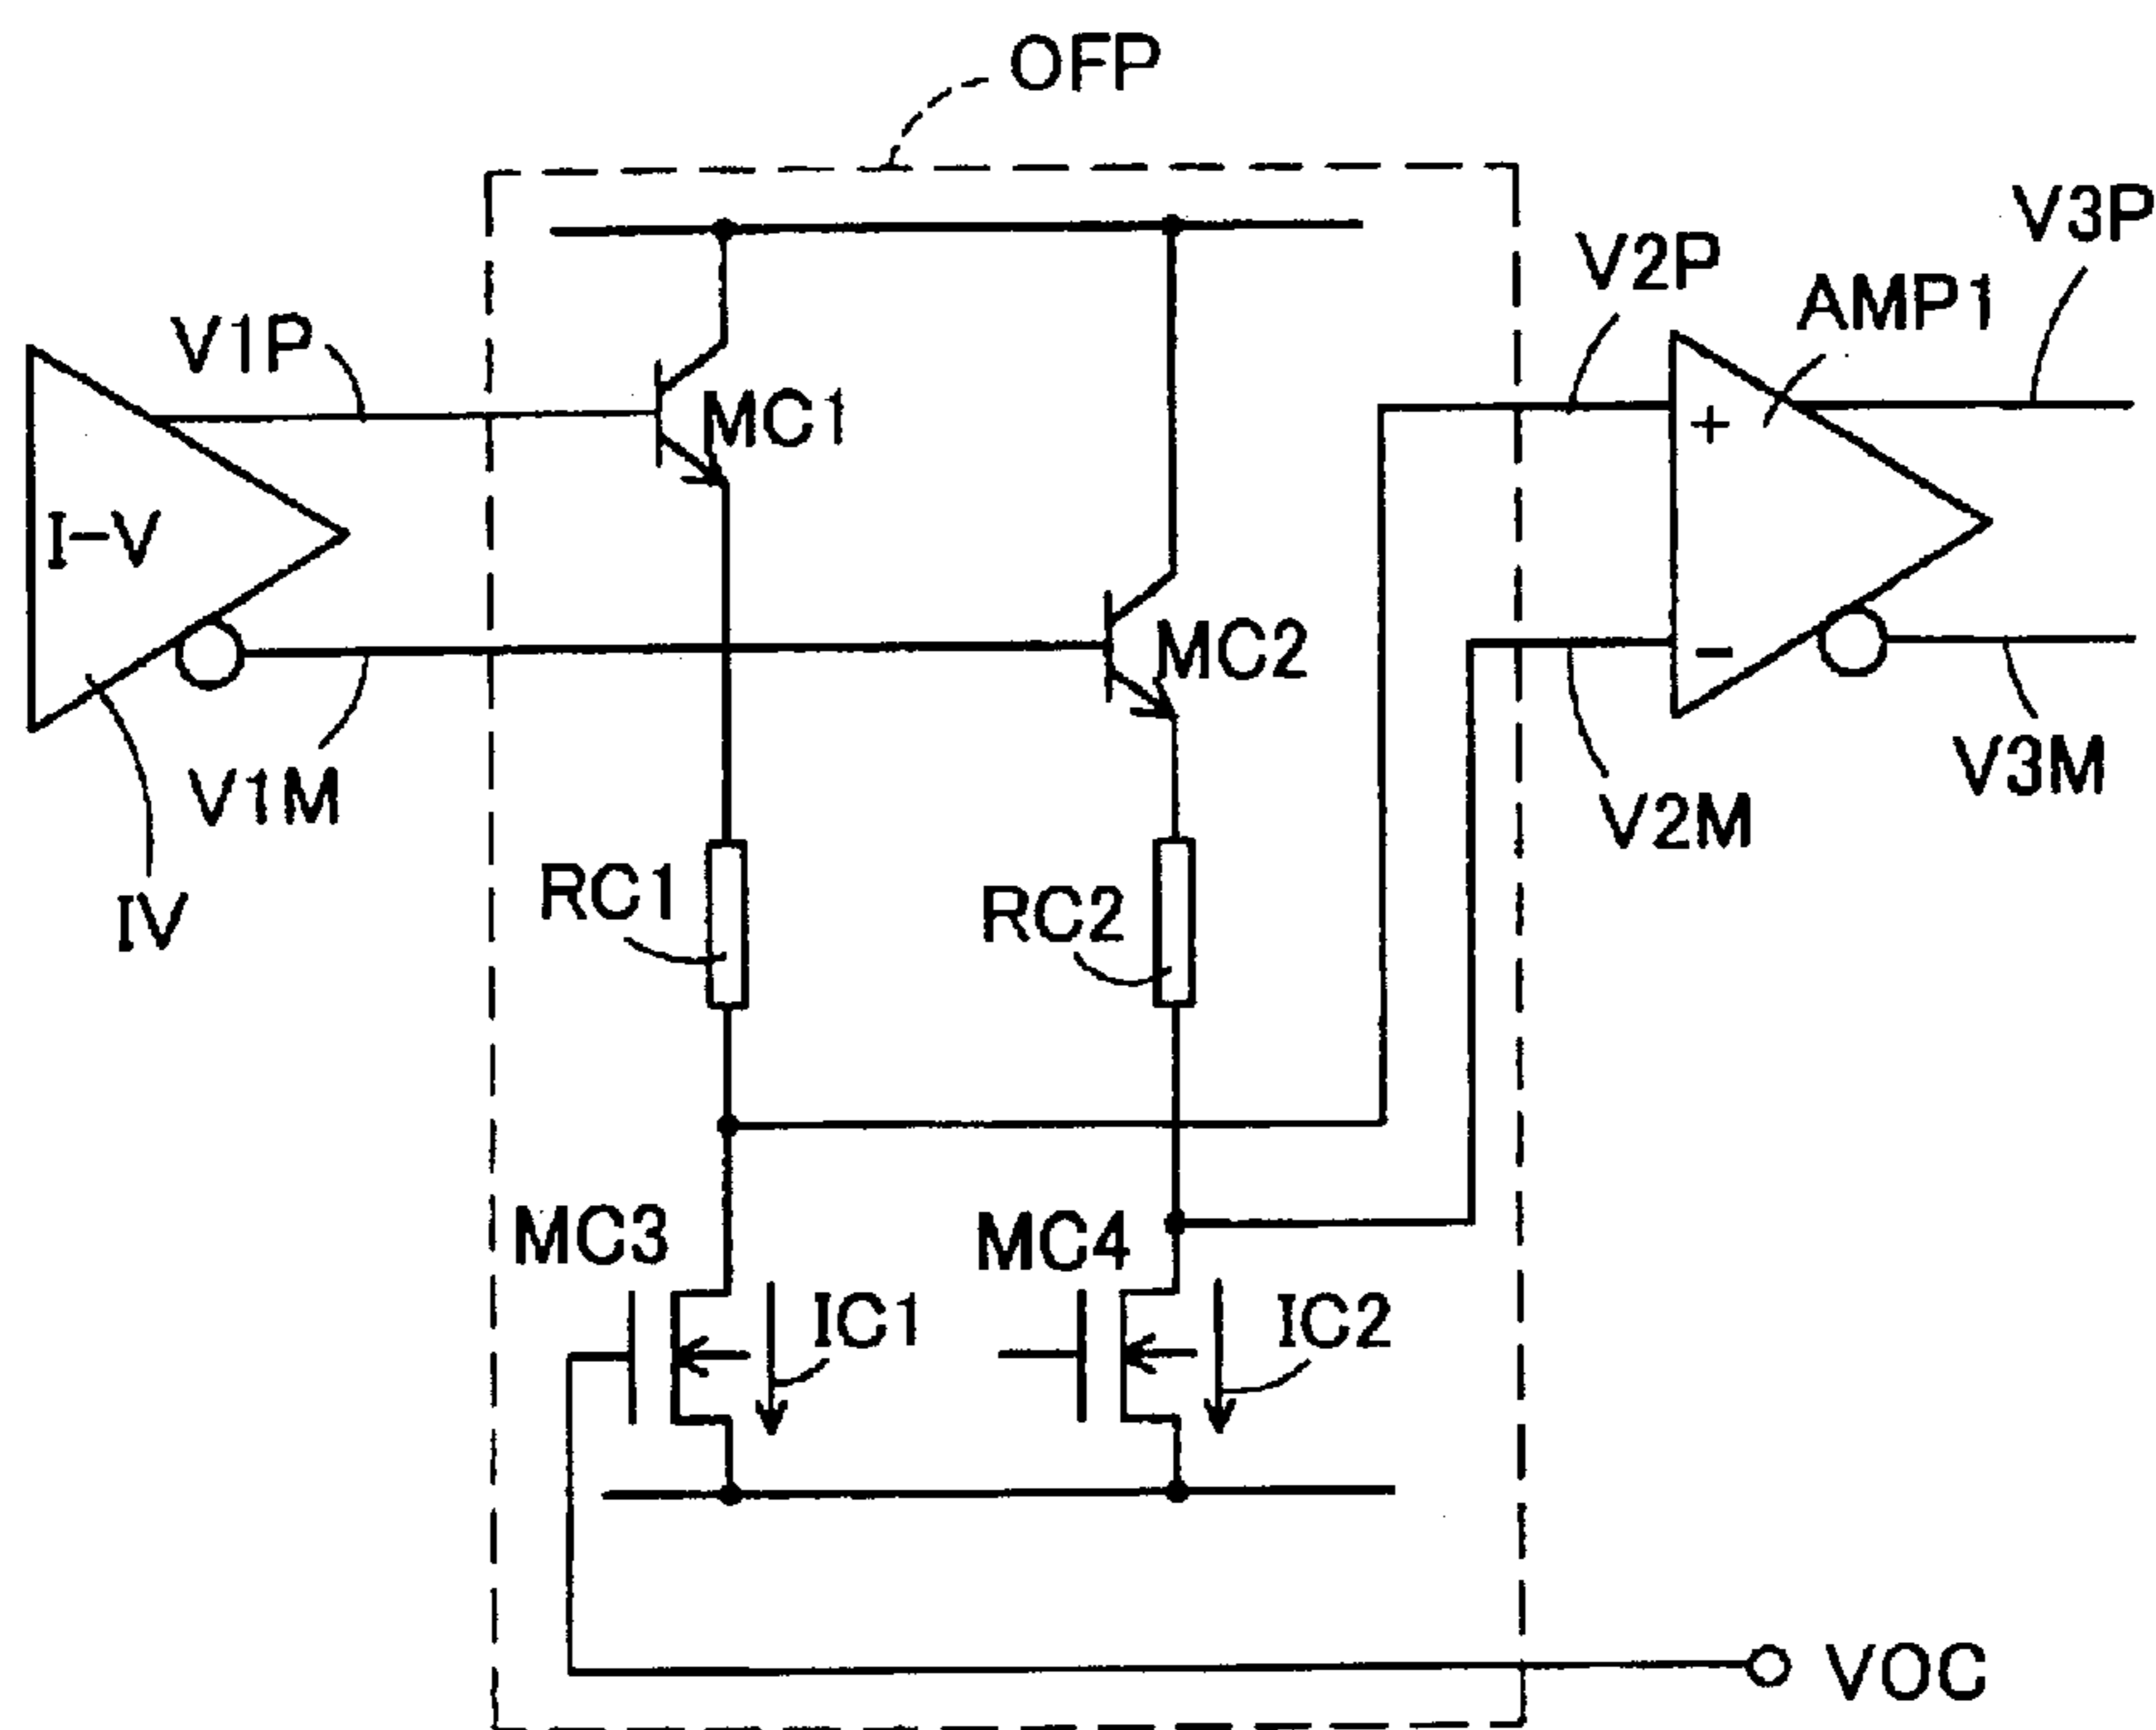 OFP
V3P
V2P
AMP1
V1P
MC1
+
I-V
MC2
-
V1M
V2M
V3M
RC1
RC2
IV
MC3
MC4
IC1
IC2
VOC